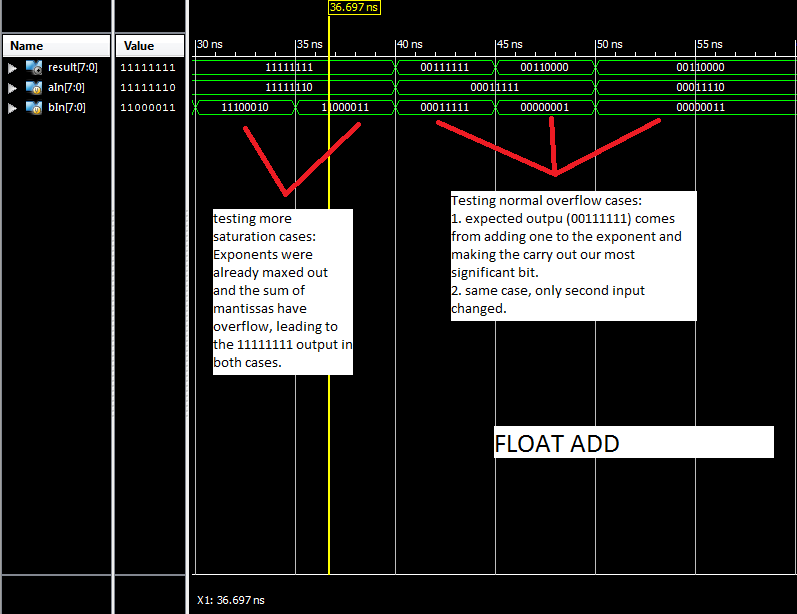 36.697 ns
Name Value
30 ns 35 ns 40 ns 45 ns 50 ns 55 ns
result[7:0] 11111111 11111111 00111111 00110000 00110000
aIn[7:0] 11111110 11111110 00011111 00011110
bIn[7:0] 11000011 11100010 11000011 00011111 00000001 00000011
testing more
saturation cases:
Exponents were
already maxed out
and the sum of
mantissas have
overflow, leading to
the 11111111 output in
both cases.
Testing normal overflow cases:
1. expected outpu (00111111) comes
from adding one to the exponent and
making the carry out our most
significant bit.
2. same case, only second input
changed.
FLOAT ADD
X1: 36.697 ns